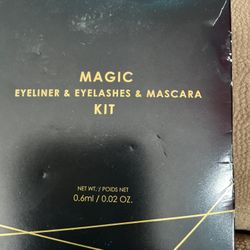 MAGIC
EYELINER & EYELASHES & MASCARA
KIT
NET WT. / POIDS NET
0.6ml / 0.02 OZ.